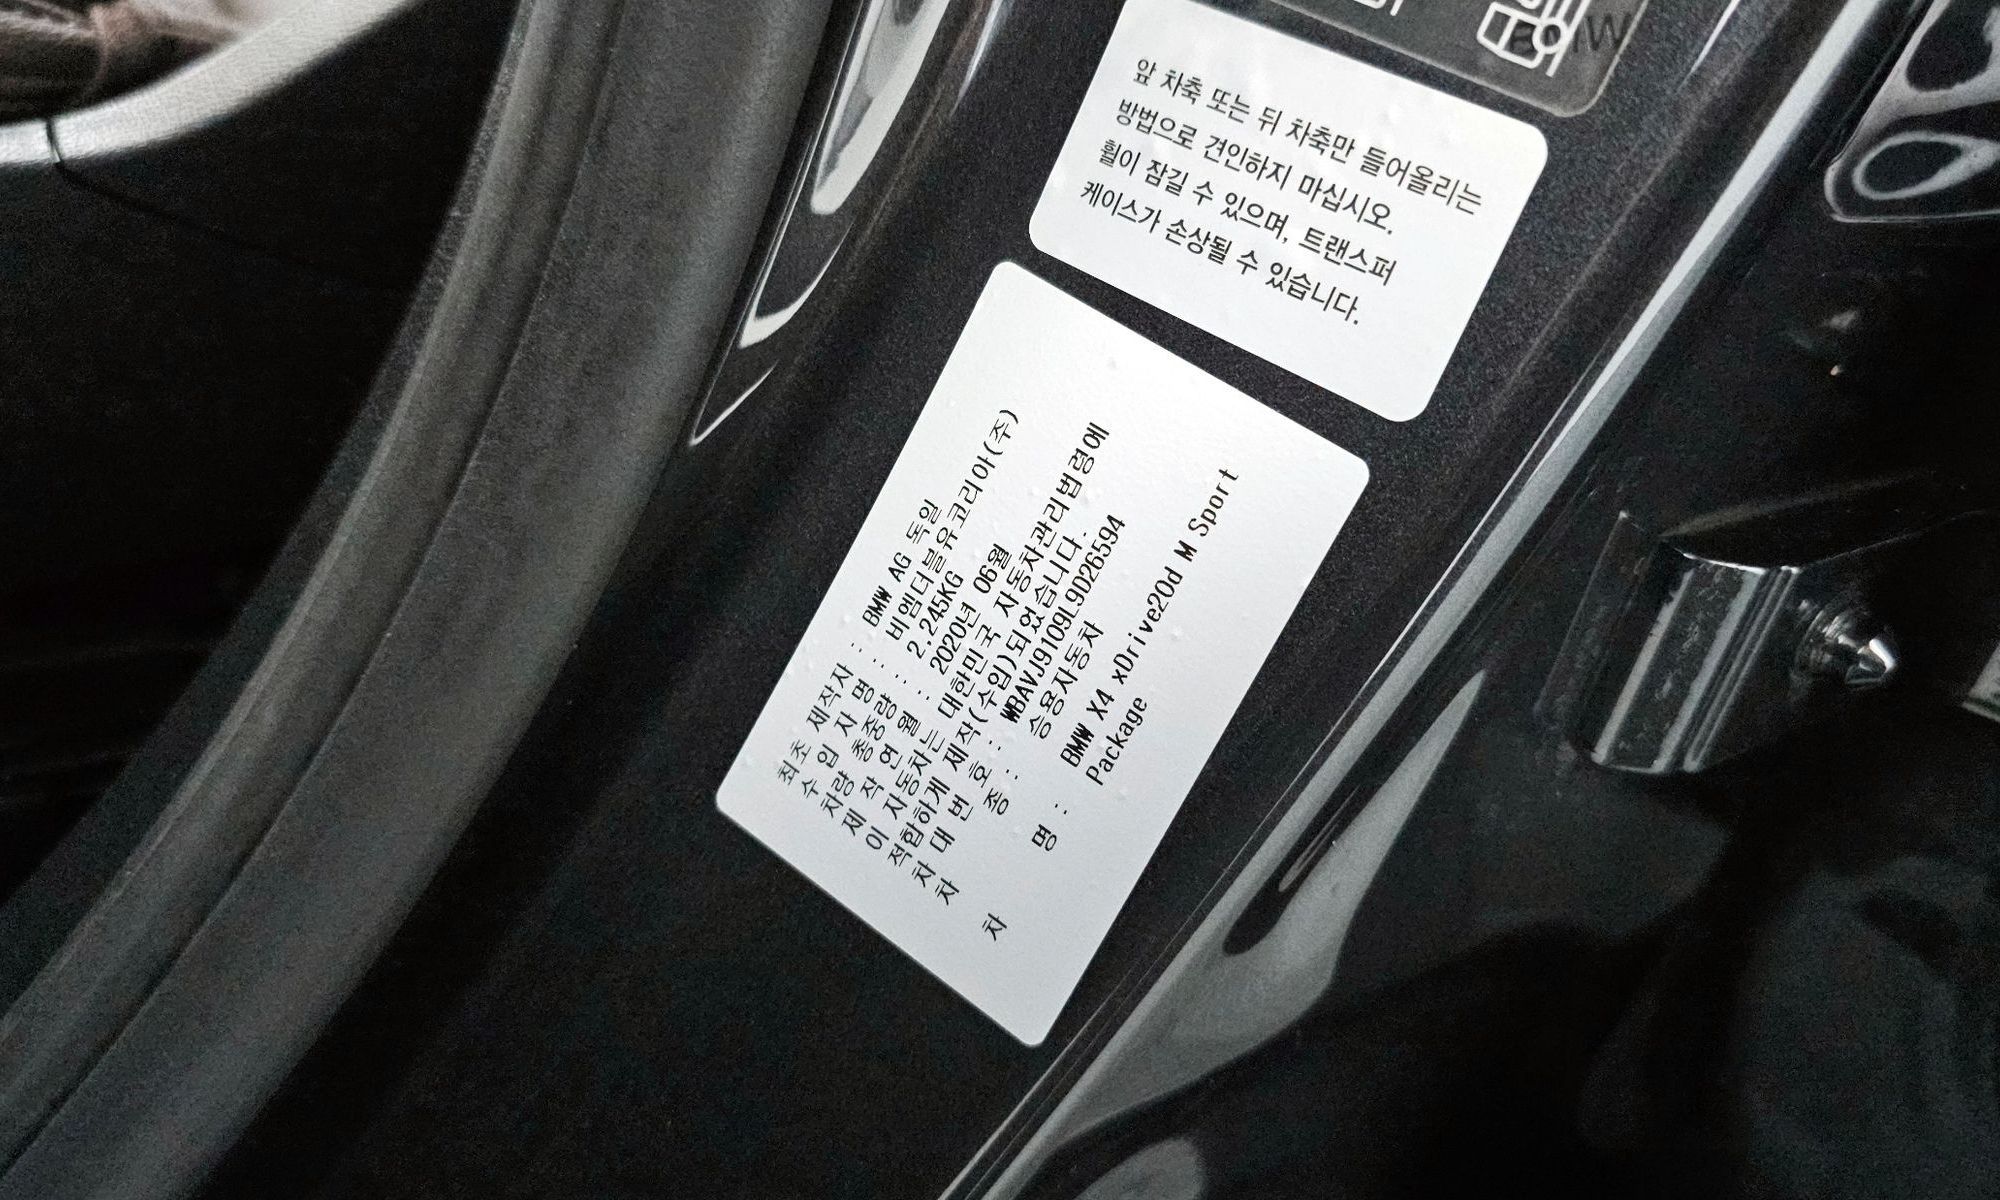 BMW
앞 차축 또는 뒤 차축만 들어올리는
방법으로 견인하지 마십시오.
휠이 잠길 수 있으며, 트랜스퍼
케이스가 손상될 수 있습니다.
최초 제작자 : BMW AG 독일
수 입 자 명 : 비엠더블유코리아(주)
차량 총중량 : 2,245KG
제 작 연 월 : 2020년 06월
이 자동차는 대한민국 자동차관리법령에
적합하게 제작(수입)되었습니다.
차 대 번 호 : WBAVJ9109L9D26594
차 종 : 승용자동차
차 명 : BMW X4 xDrive20d M Sport
Package